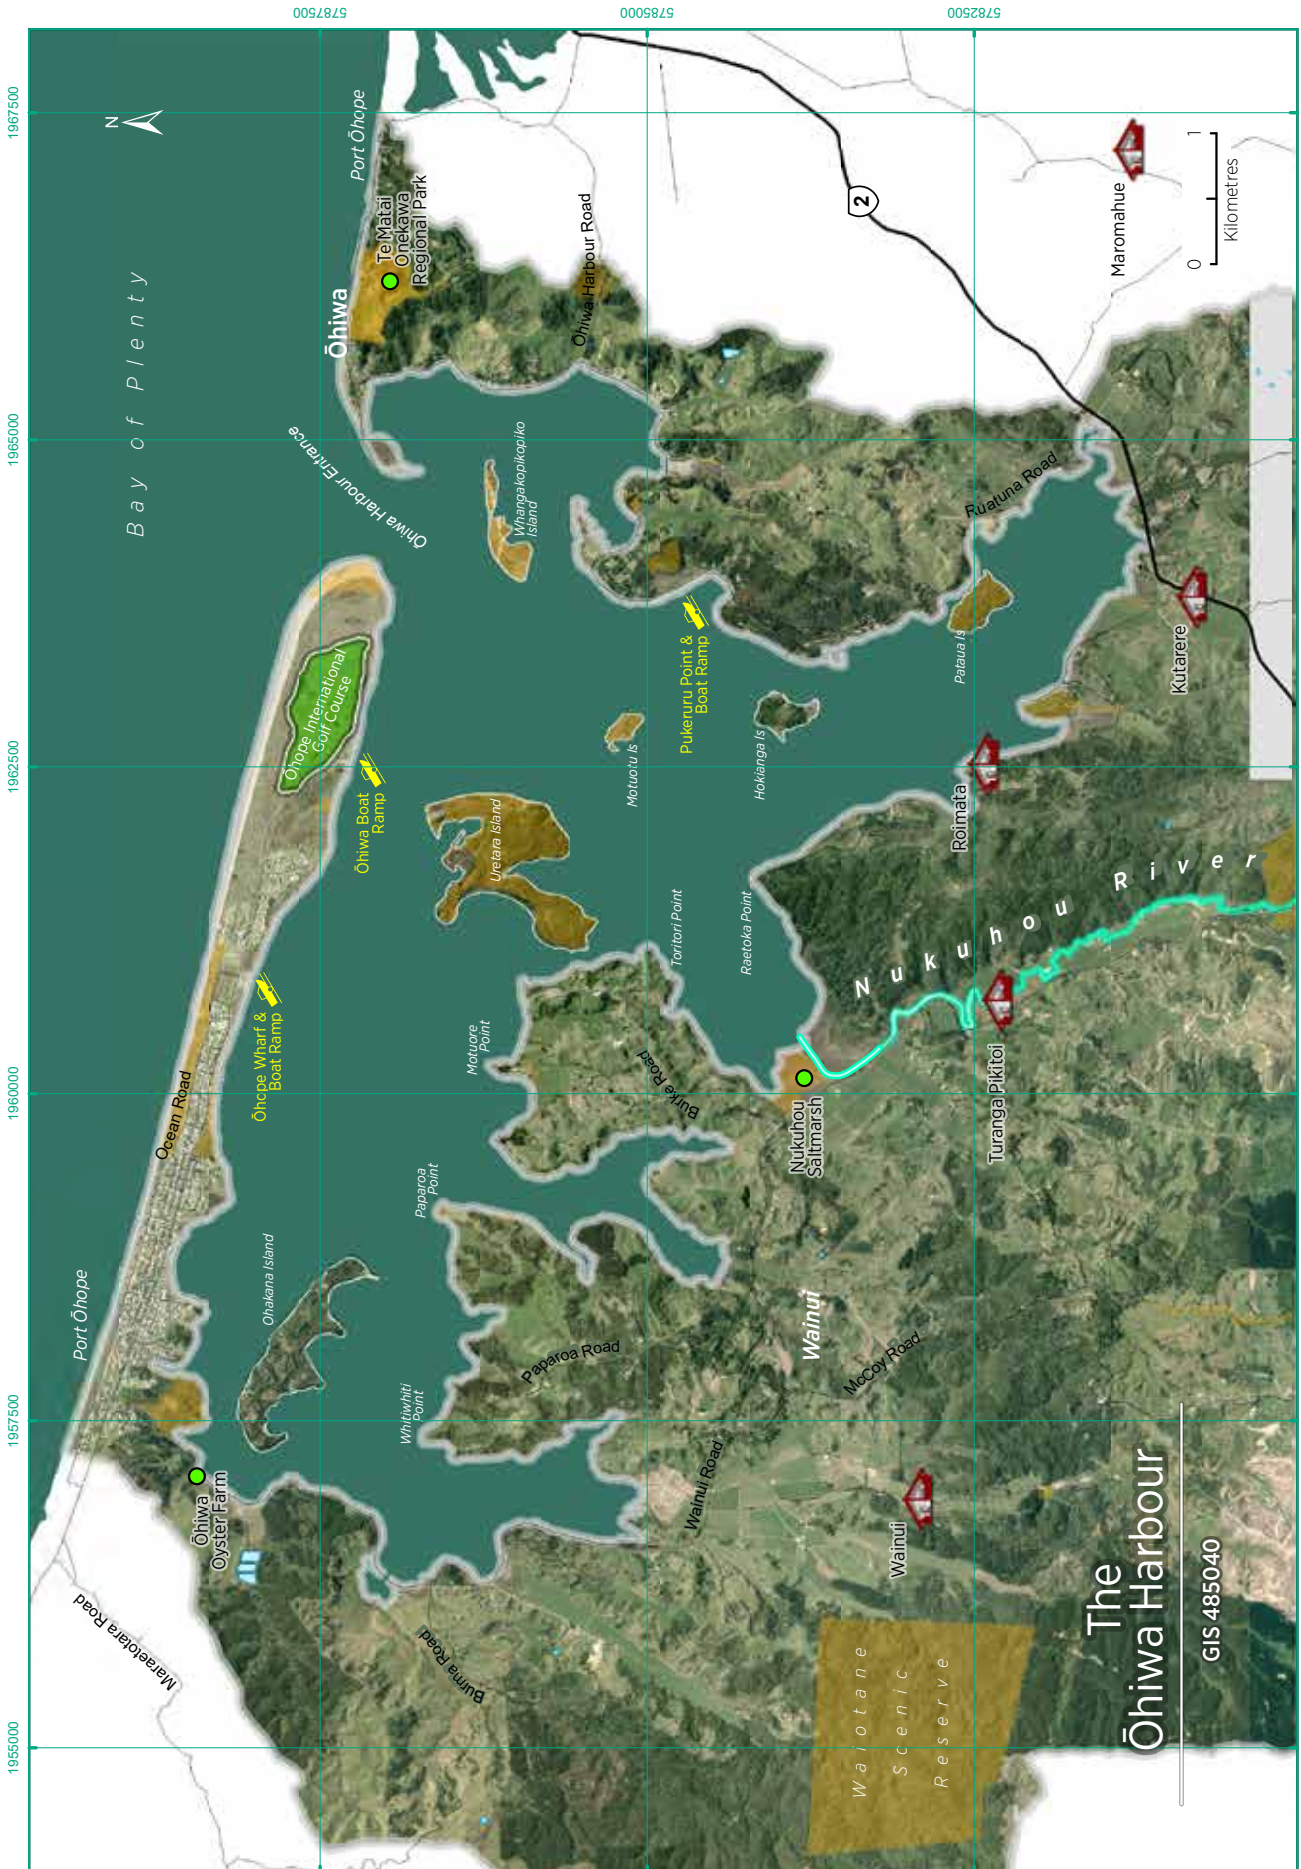 1955000
1957500
1960000
1962500
1965000
1967500
5787500
5785000
5782500
N
Bay of Plenty
Port Ōhope
Port Ōhope
Maraetotara Road
Ocean Road
Ōhiwa
Oyster Farm
Ohakana Island
Ōhope Wharf &
Boat Ramp
Ōhiwa Boat
Ramp
Ohope International
Golf Course
Ōhiwa Harbour Entrance
Ōhiwa
Te Matai
Onekawa
Regional Park
Ōhiwa Harbour Road
Whangakopikopiko
Island
Uretara Island
Motuotu Is
Pukeruru Point &
Boat Ramp
Hokianga Is
Pataua Is
Ruatuna Road
2
Whitiwhiti
Point
Paparoa
Point
Motuore
Point
Toritori Point
Raetoka Point
Burma Road
Paparoa Road
Burke Road
Wainui Road
Wainui
McCoy Road
Nukuhou
Saltmarsh
Nukuhou River
Roimata
Kutarere
Maromahue
Turanga Pikitoi
Wainui
Waiotane
Scenic
Reserve
The
Ōhiwa Harbour
GIS 485040
0 1
Kilometres